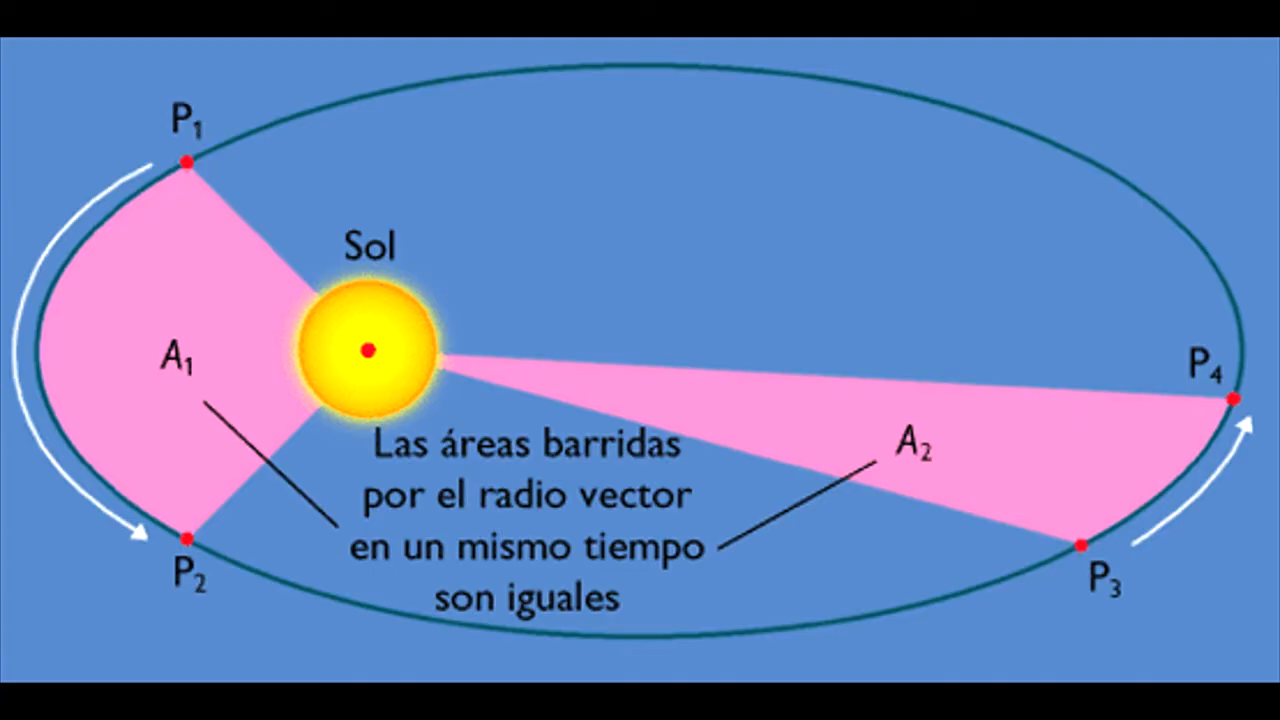 P₁
Sol
A₁
P₄
A₂
Las áreas barridas
por el radio vector
en un mismo tiempo
son iguales
P₂
P₃